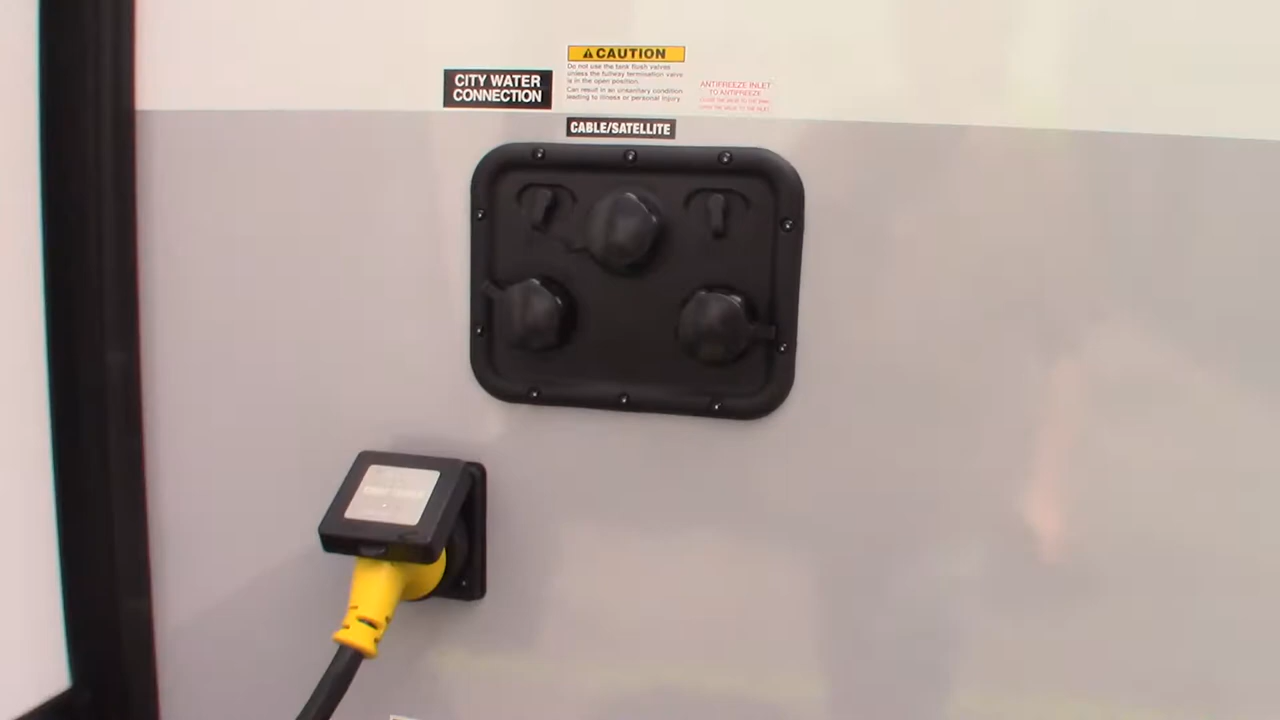 CITY WATER
CONNECTION
CAUTION
Do not use the tank flush valves
unless the fullway termination valve
is in the open position.
Can result in an unsanitary condition
leading to illness or personal injury.
ANTIFREEZE INLET
TO ANTIFREEZE
CABLE/SATELLITE